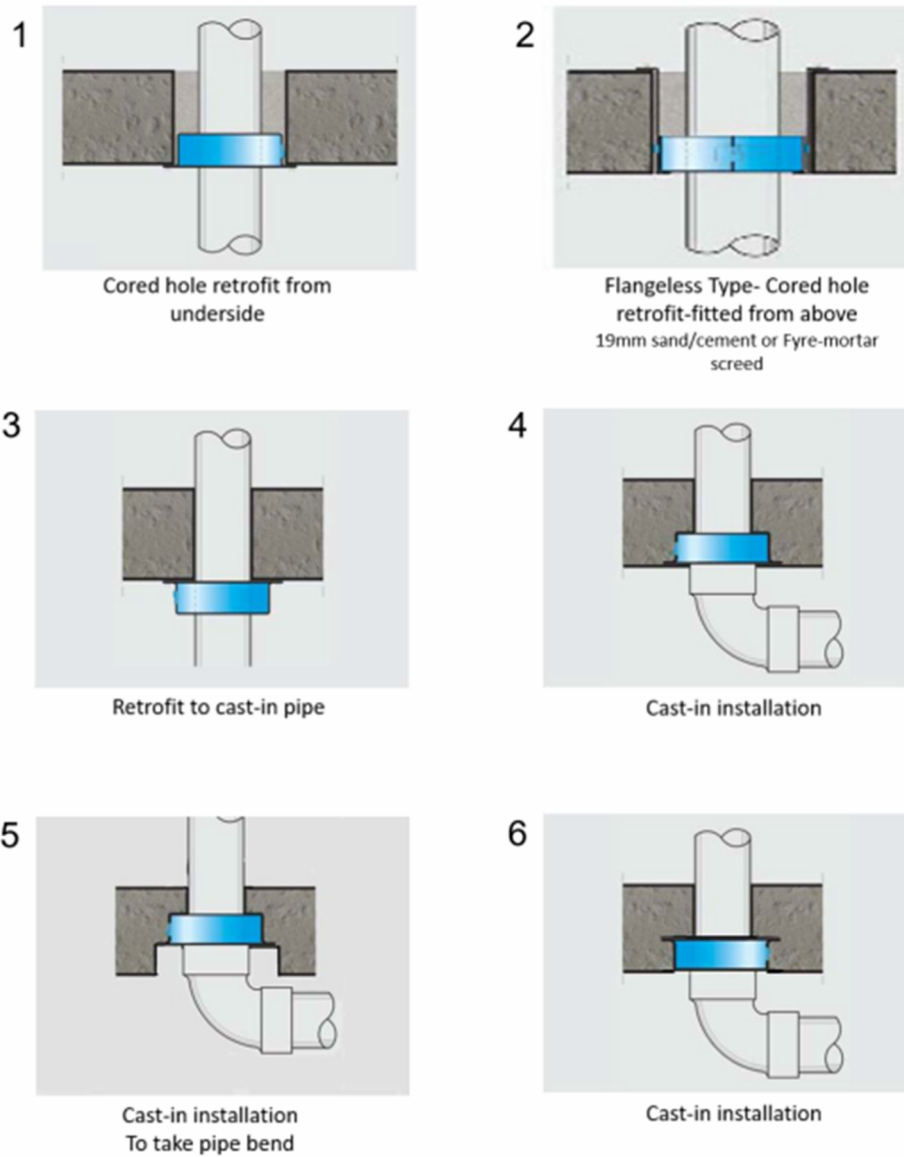 1
Cored hole retrofit from
underside
2
Flangeless Type- Cored hole
retrofit-fitted from above
19mm sand/cement or Fyre-mortar
screed
3
Retrofit to cast-in pipe
4
Cast-in installation
5
Cast-in installation
To take pipe bend
6
Cast-in installation